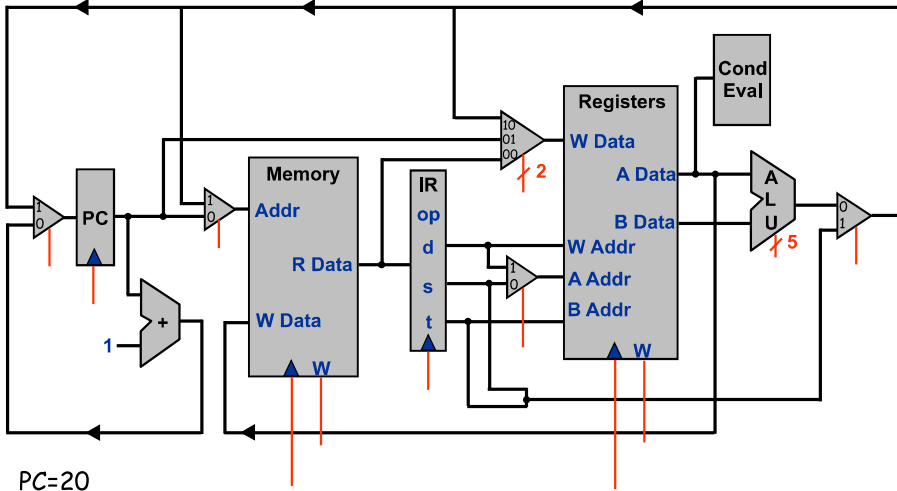 Cond
Eval
Registers
10
01
00
W Data
2
A Data
B Data
W Addr
A Addr
B Addr
W
A
L
U
5
0
1
Memory
Addr
R Data
W Data
W
IR
op
d
s
t
1
0
1
0
PC
1
0
+
1
PC=20